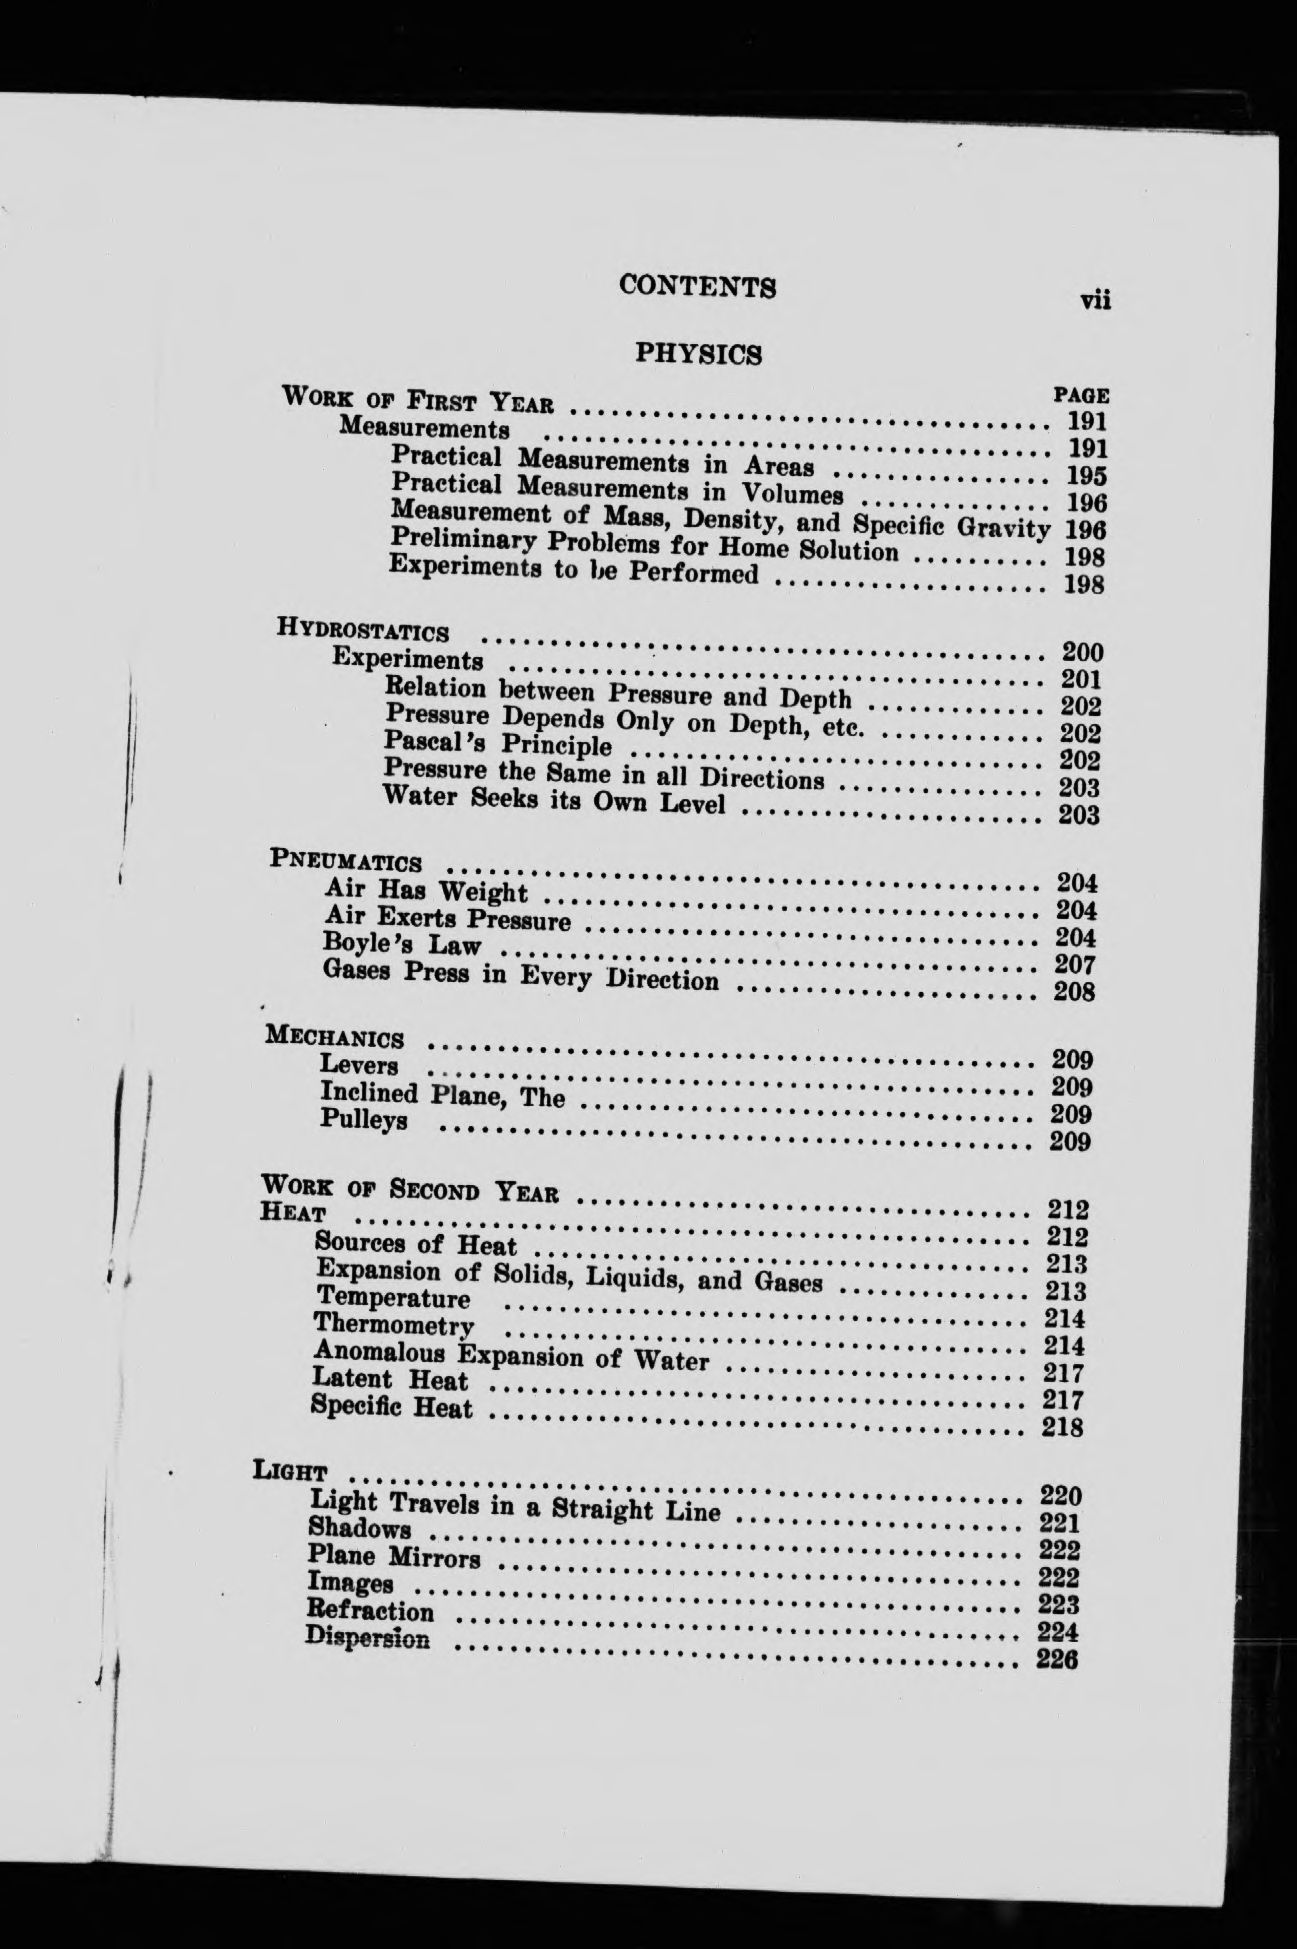 CONTENTS vii
PHYSICS
PAGE
WORK OF FIRST YEAR ................................... 191
Measurements ..................................... 191
Practical Measurements in Areas ................ 195
Practical Measurements in Volumes .............. 196
Measurement of Mass, Density, and Specific Gravity 196
Preliminary Problems for Home Solution .......... 198
Experiments to be Performed .................... 198
HYDROSTATICS ......................................... 200
Experiments ....................................... 201
Relation between Pressure and Depth ............. 202
Pressure Depends Only on Depth, etc. ............ 202
Pascal's Principle .............................. 202
Pressure the Same in all Directions ............... 203
Water Seeks its Own Level ...................... 203
PNEUMATICS ........................................... 204
Air Has Weight .................................... 204
Air Exerts Pressure ................................. 204
Boyle's Law ....................................... 207
Gases Press in Every Direction ...................... 208
MECHANICS ............................................ 209
Levers ............................................ 209
Inclined Plane, The ................................. 209
Pulleys ........................................... 209
WORK OF SECOND YEAR ................................. 212
HEAT ................................................. 212
Sources of Heat .................................... 213
Expansion of Solids, Liquids, and Gases .............. 213
Temperature ...................................... 214
Thermometry ...................................... 214
Anomalous Expansion of Water ...................... 217
Latent Heat ....................................... 217
Specific Heat ....................................... 218
LIGHT ................................................ 220
Light Travels in a Straight Line ..................... 221
Shadows ........................................... 222
Plane Mirrors ...................................... 222
Images ............................................ 223
Refraction ......................................... 224
Dispersion ......................................... 226